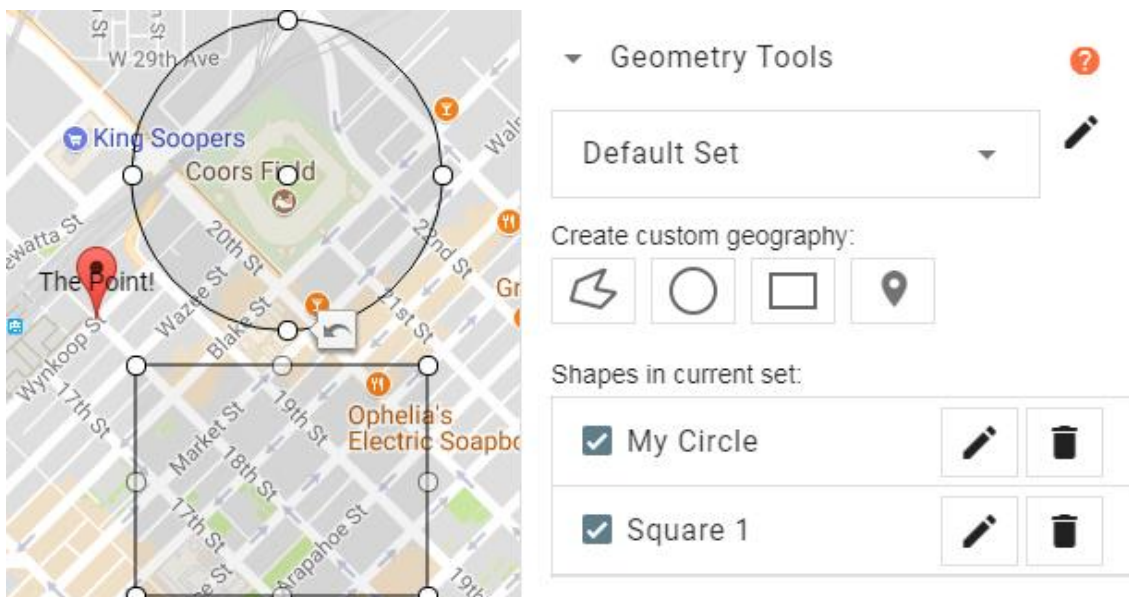 W 29th Ave
King Soopers
Coors Field
20th St
22nd St
The Point!
Wazee St
Blake St
21st St
Gr
Wynkoop St
17th St
19th St
Ophelia's
Electric Soapbo
Market St
18th St
17th St
Arapahoe St
19th
Geometry Tools
?
Default Set
Create custom geography:
Shapes in current set:
My Circle
Square 1